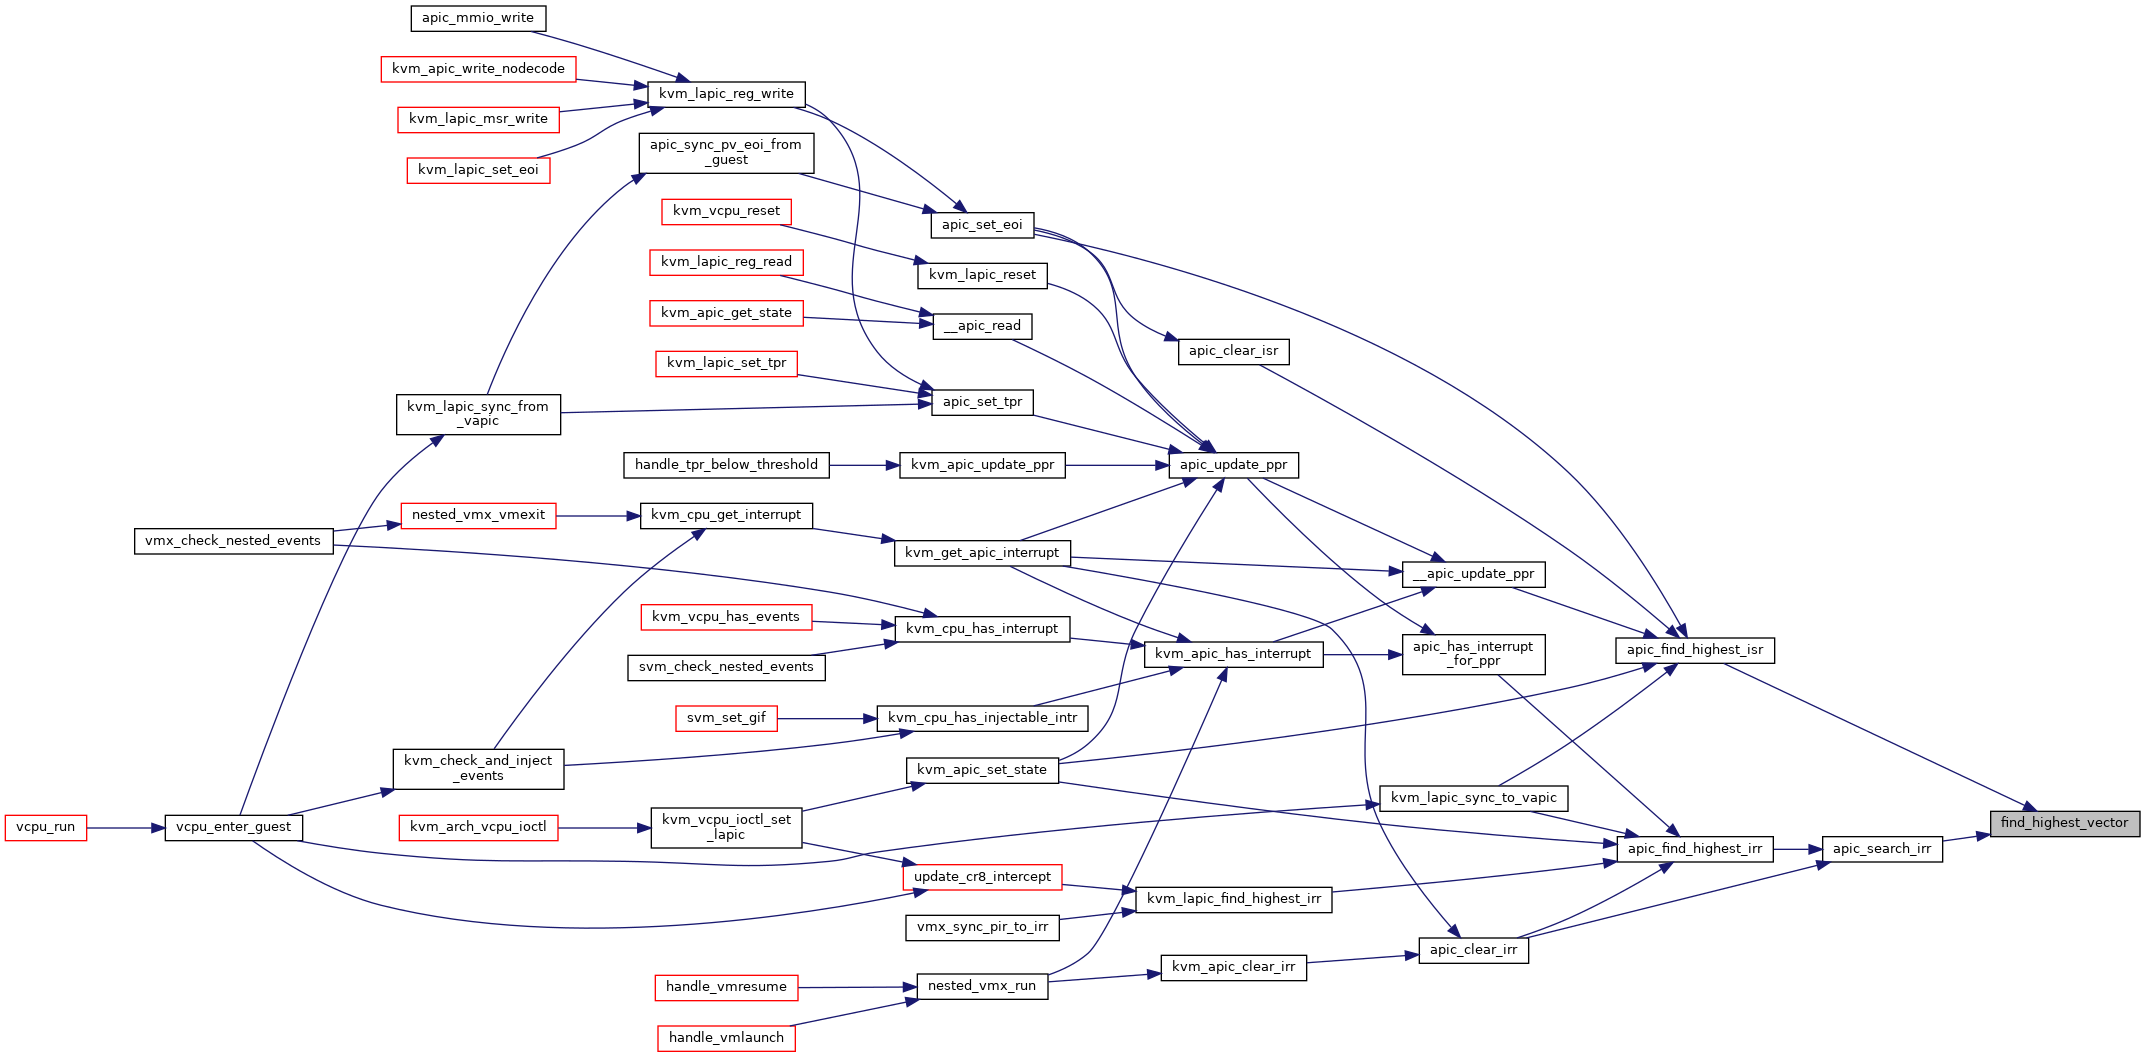 apic_mmio_write
kvm_apic_write_nodecode
kvm_lapic_reg_write
kvm_lapic_msr_write
apic_sync_pv_eoi_from
_guest
kvm_lapic_set_eoi
kvm_vcpu_reset
apic_set_eoi
kvm_lapic_reg_read
kvm_lapic_reset
kvm_apic_get_state
__apic_read
apic_clear_isr
kvm_lapic_set_tpr
apic_set_tpr
kvm_lapic_sync_from
_vapic
handle_tpr_below_threshold
kvm_apic_update_ppr
apic_update_ppr
nested_vmx_vmexit
kvm_cpu_get_interrupt
vmx_check_nested_events
kvm_get_apic_interrupt
__apic_update_ppr
kvm_vcpu_has_events
kvm_cpu_has_interrupt
svm_check_nested_events
kvm_apic_has_interrupt
apic_has_interrupt
_for_ppr
apic_find_highest_isr
svm_set_gif
kvm_cpu_has_injectable_intr
kvm_check_and_inject
_events
kvm_apic_set_state
kvm_lapic_sync_to_vapic
vcpu_run
vcpu_enter_guest
kvm_arch_vcpu_ioctl
kvm_vcpu_ioctl_set
_lapic
find_highest_vector
apic_find_highest_irr
apic_search_irr
update_cr8_intercept
kvm_lapic_find_highest_irr
vmx_sync_pir_to_irr
apic_clear_irr
kvm_apic_clear_irr
handle_vmresume
nested_vmx_run
handle_vmlaunch